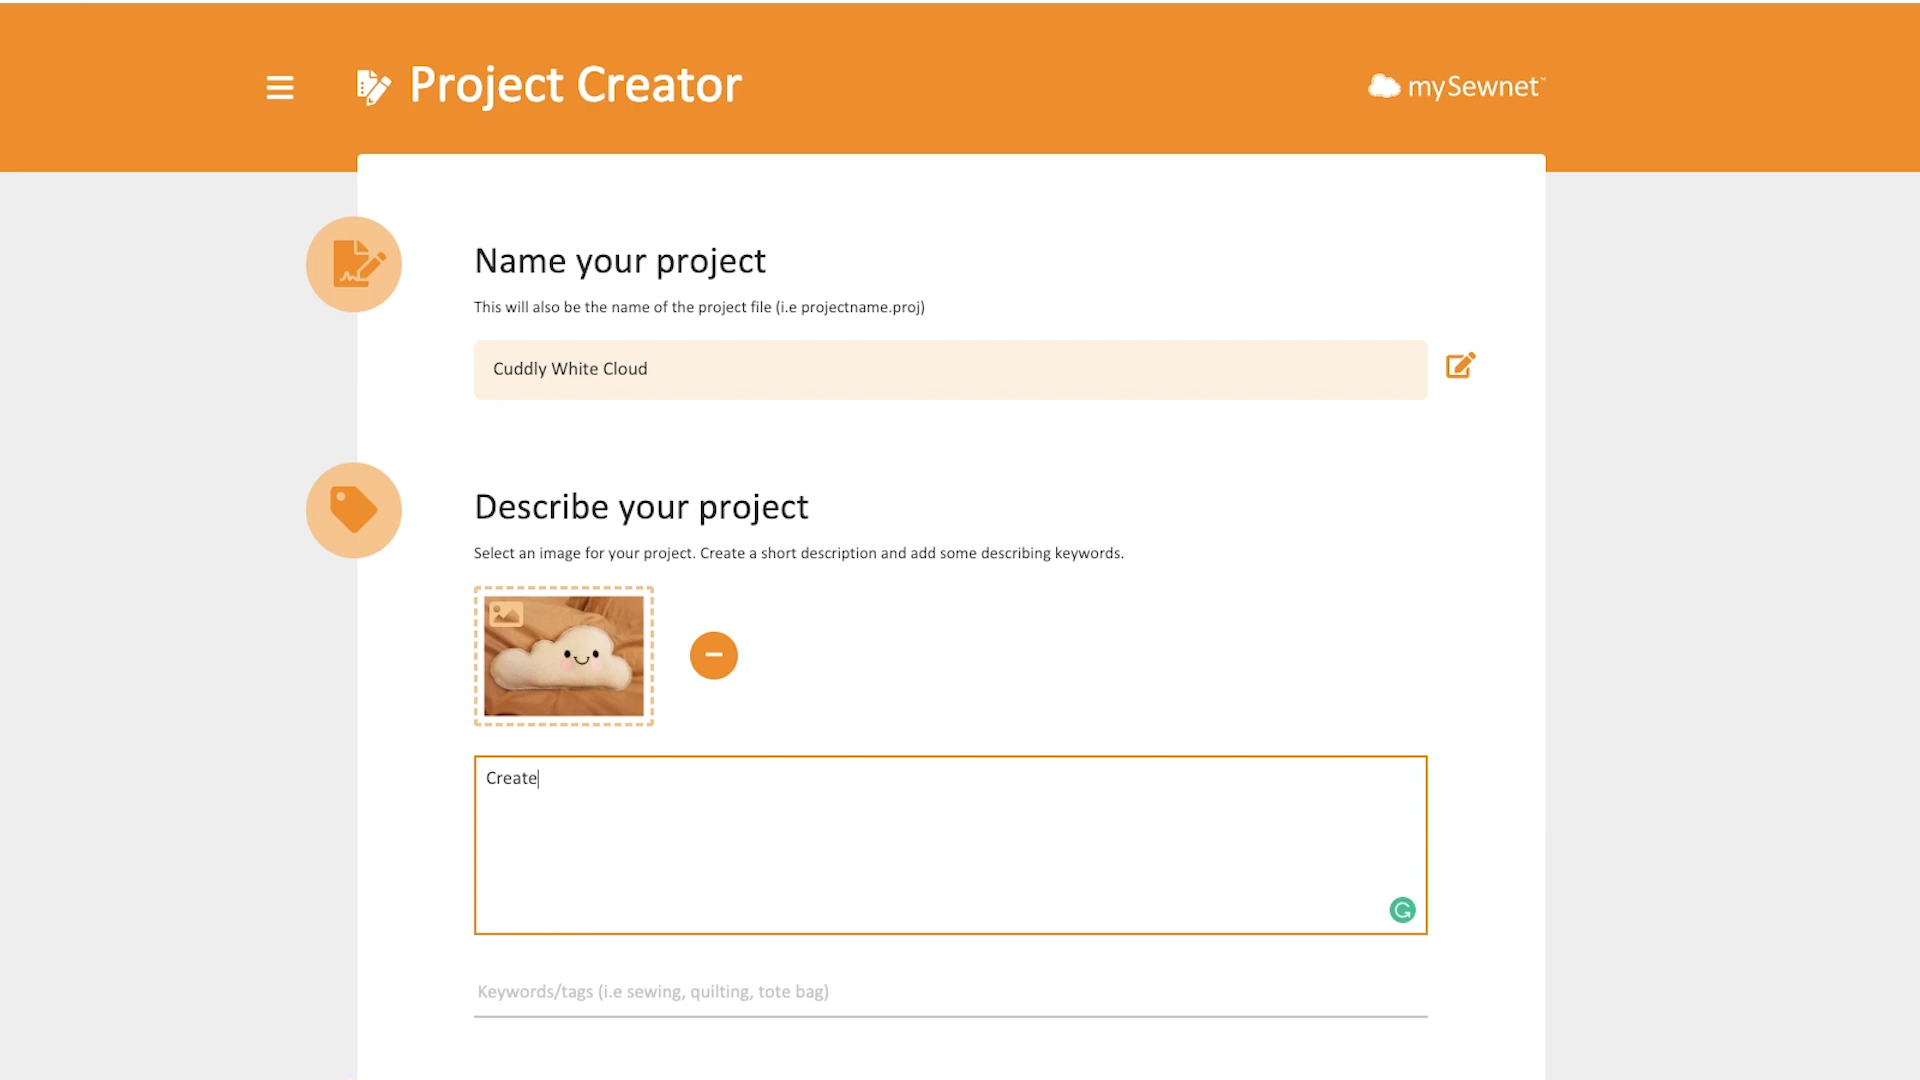 Project Creator
mySewnet™
Name your project
This will also be the name of the project file (i.e projectname.proj)
Cuddly White Cloud
Describe your project
Select an image for your project. Create a short description and add some describing keywords.
Create
Keywords/tags (i.e sewing, quilting, tote bag)